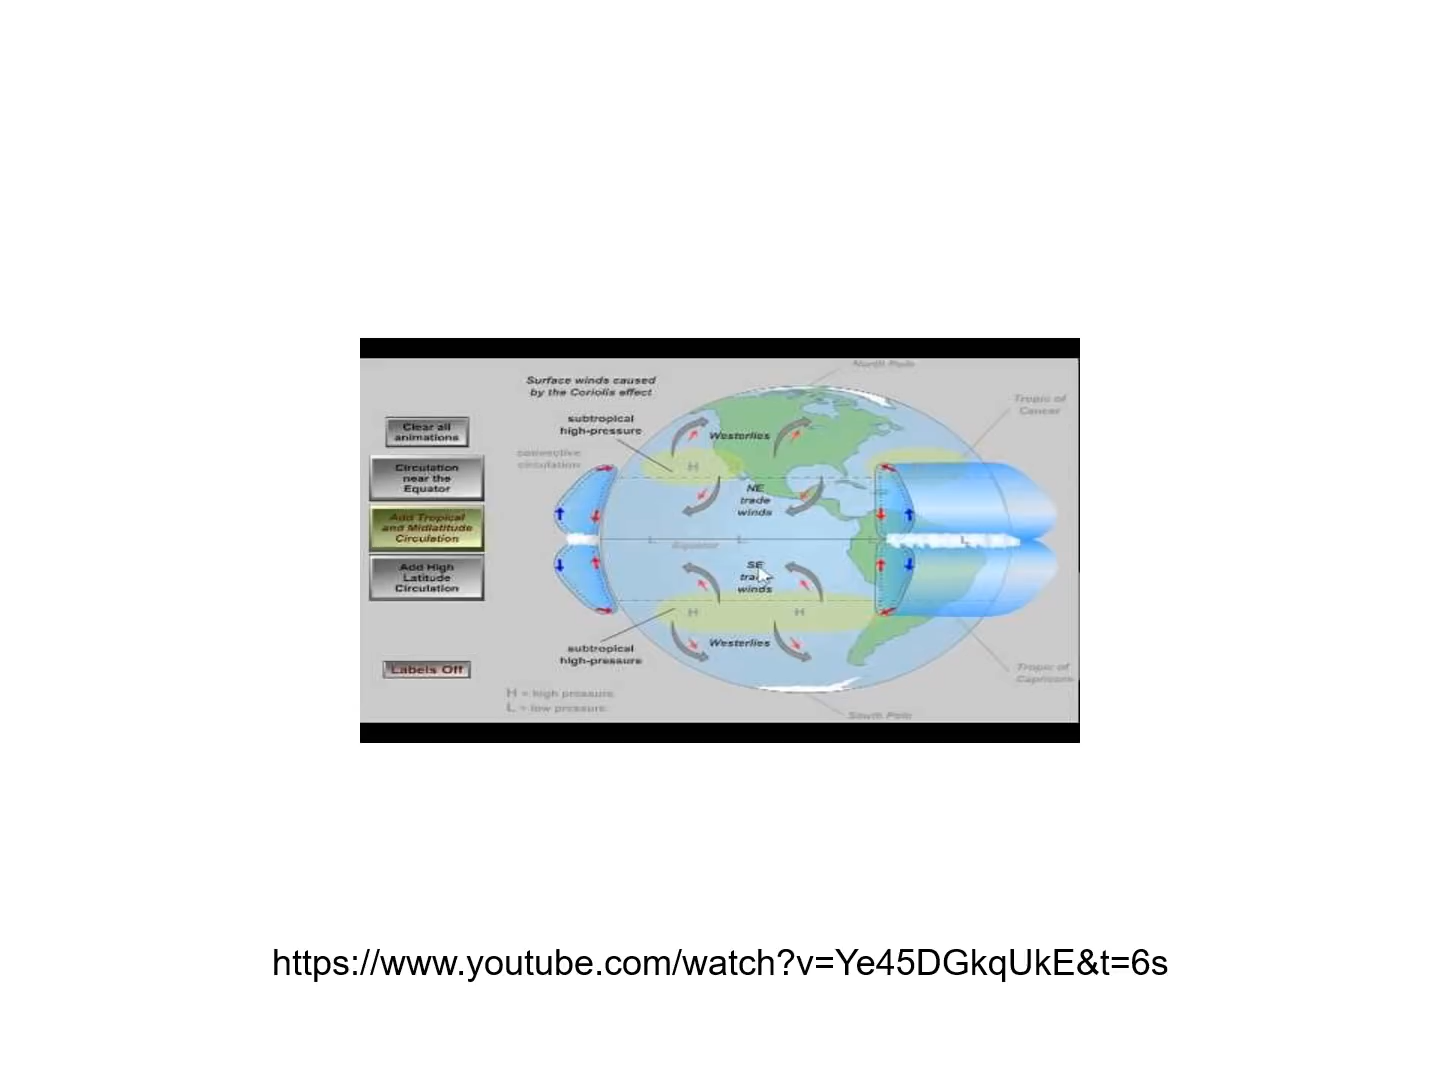 North Pole
Surface winds caused
by the Coriolis effect
Tropic of
Cancer
subtropical
high-pressure
Clear all
animations
Westerlies
convective
circulation
H
Circulation
near the
Equator
NE
trade
winds
Add Tropical
and Midlatitude
Circulation
L
L
L
L
Equator
Add High
Latitude
Circulation
SE
trade
winds
H
H
subtropical
high-pressure
Westerlies
Labels Off
Tropic of
Capricorn
H = high pressure
L = low pressure
South Pole
https://www.youtube.com/watch?v=Ye45DGkqUkE&t=6s